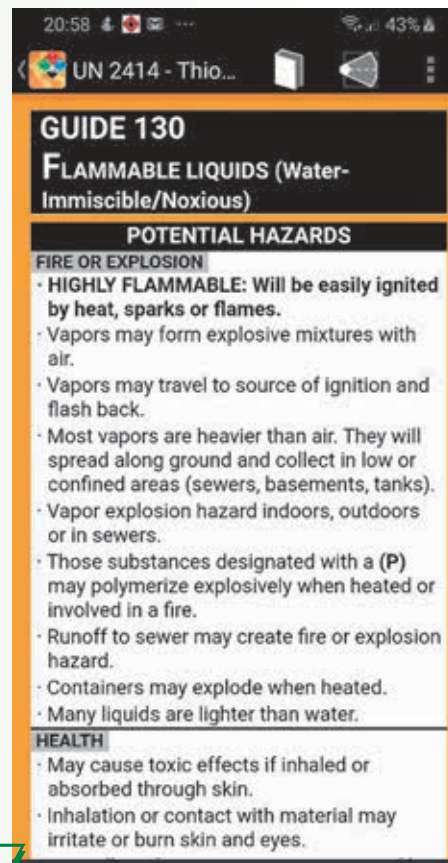 20:58 43%
UN 2414 - Thio...
GUIDE 130
FLAMMABLE LIQUIDS (Water-
Immiscible/Noxious)
POTENTIAL HAZARDS
FIRE OR EXPLOSION
· HIGHLY FLAMMABLE: Will be easily ignited
by heat, sparks or flames.
· Vapors may form explosive mixtures with
air.
· Vapors may travel to source of ignition and
flash back.
· Most vapors are heavier than air. They will
spread along ground and collect in low or
confined areas (sewers, basements, tanks).
· Vapor explosion hazard indoors, outdoors
or in sewers.
· Those substances designated with a (P)
may polymerize explosively when heated or
involved in a fire.
· Runoff to sewer may create fire or explosion
hazard.
· Containers may explode when heated.
· Many liquids are lighter than water.
HEALTH
· May cause toxic effects if inhaled or
absorbed through skin.
· Inhalation or contact with material may
irritate or burn skin and eyes.